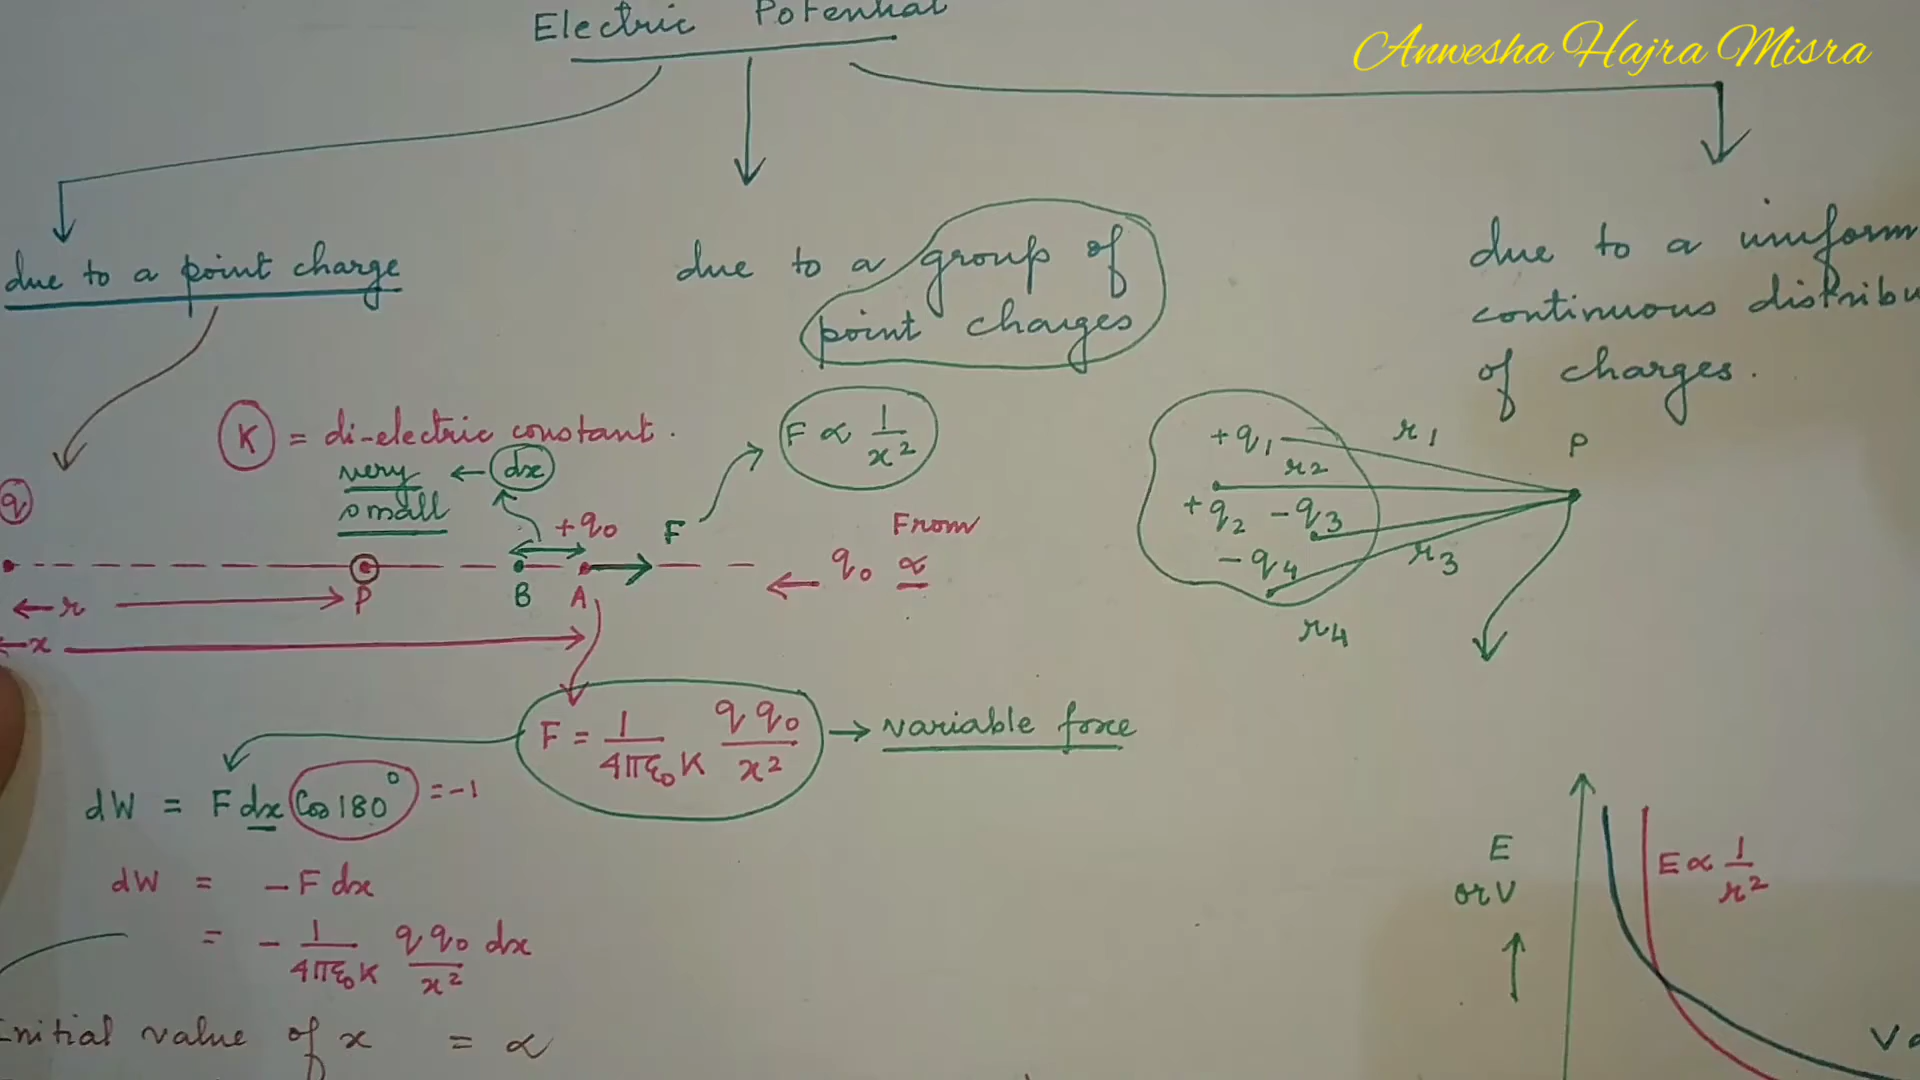 Electric Potential
Anwesha Hajra Misra
due to a point charge
due to a group of
point charges
due to a uniform
continuous distribu
of charges.
K = di-electric constant.
very ← dx
small
F ∝ 1/x²
q
+q₀
F
From
q₀ ∝
← r → P
B A
← x →
+q₁ r₁ P
r₂
+q₂ -q₃
-q₄ r₃
r₄
F = 1/4πε₀K qq₀/x² → variable force
dW = F dx Cos 180° = -1
dW = -F dx
= - 1/4πε₀K qq₀/x² dx
Initial value of x = ∝
E
or V
E ∝ 1/r²
V